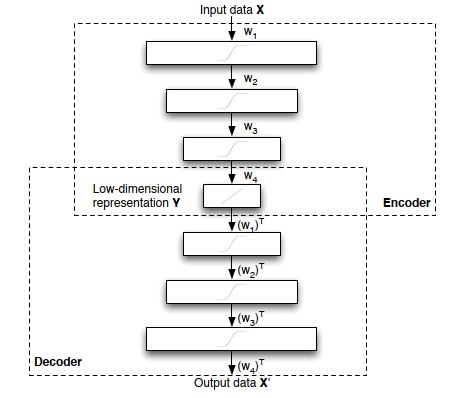 Input data X
w1
w2
w3
w4
Low-dimensional
representation Y
Encoder
(w1)T
(w2)T
(w3)T
Decoder
(w4)T
Output data X'